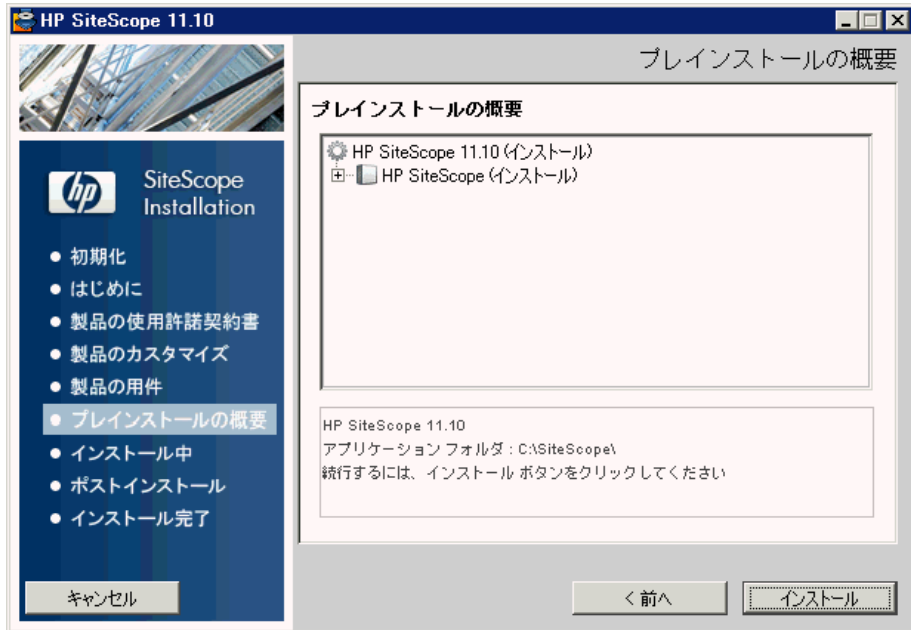 HP SiteScope 11.10
プレインストールの概要
hp
SiteScope
Installation
初期化
はじめに
製品の使用許諾契約書
製品のカスタマイズ
製品の用件
プレインストールの概要
インストール中
ポストインストール
インストール完了
プレインストールの概要
HP SiteScope 11.10 (インストール)
HP SiteScope (インストール)
HP SiteScope 11.10
アプリケーション フォルダ : C:\SiteScope\
続行するには、インストール ボタンをクリックしてください
キャンセル
< 前へ
インストール